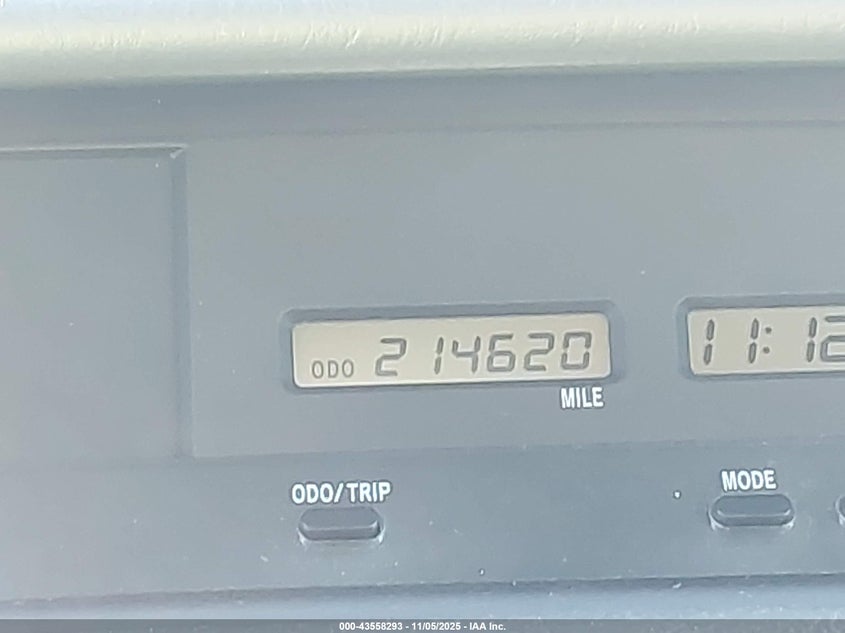 ODO 214620
MILE
11:12
ODO/TRIP
MODE
000-43558293 - 11/05/2025 - IAA Inc.